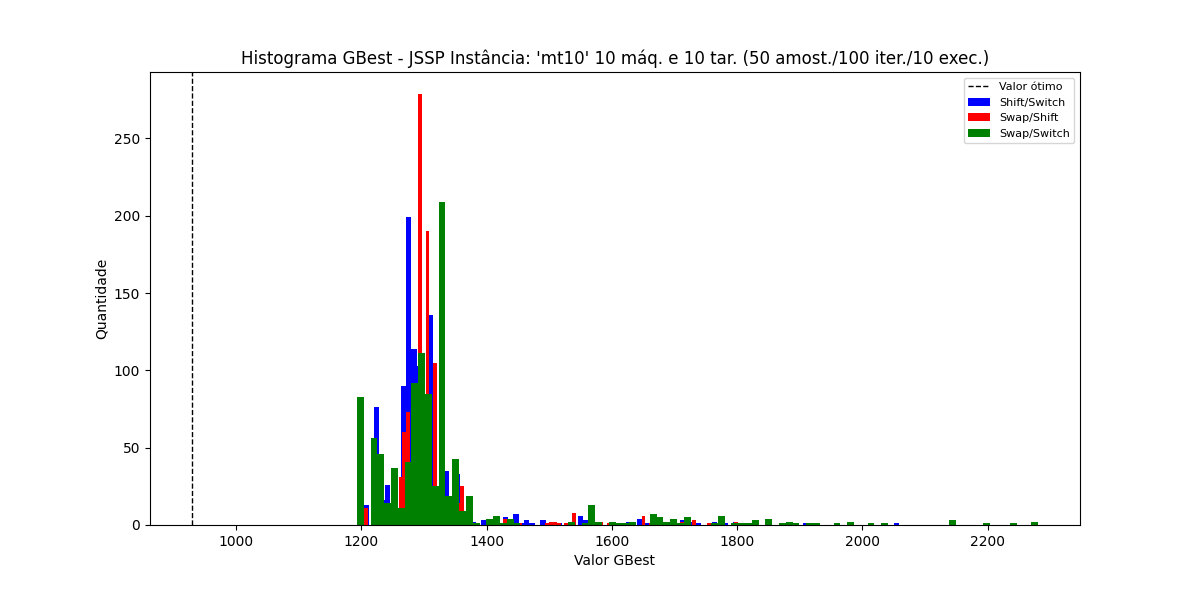 Histograma GBest - JSSP Instância: 'mt10' 10 máq. e 10 tar. (50 amost./100 iter./10 exec.)
Valor ótimo
Shift/Switch
Swap/Shift
Swap/Switch
Quantidade
250
200
150
100
50
0
1000 1200 1400 1600 1800 2000 2200
Valor GBest